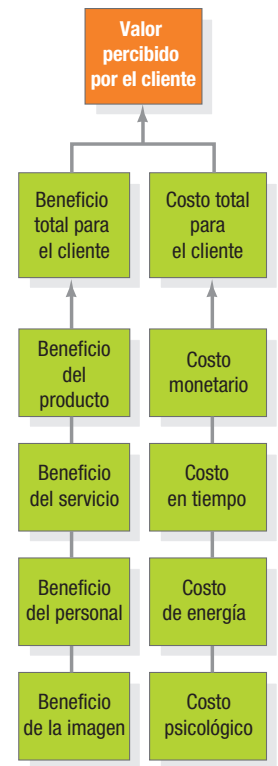 Valor
percibido
por el cliente
Beneficio
total para
el cliente
Costo total
para
el cliente
Beneficio
del
producto
Costo
monetario
Beneficio
del servicio
Costo
en tiempo
Beneficio
del personal
Costo
de energía
Beneficio
de la imagen
Costo
psicológico